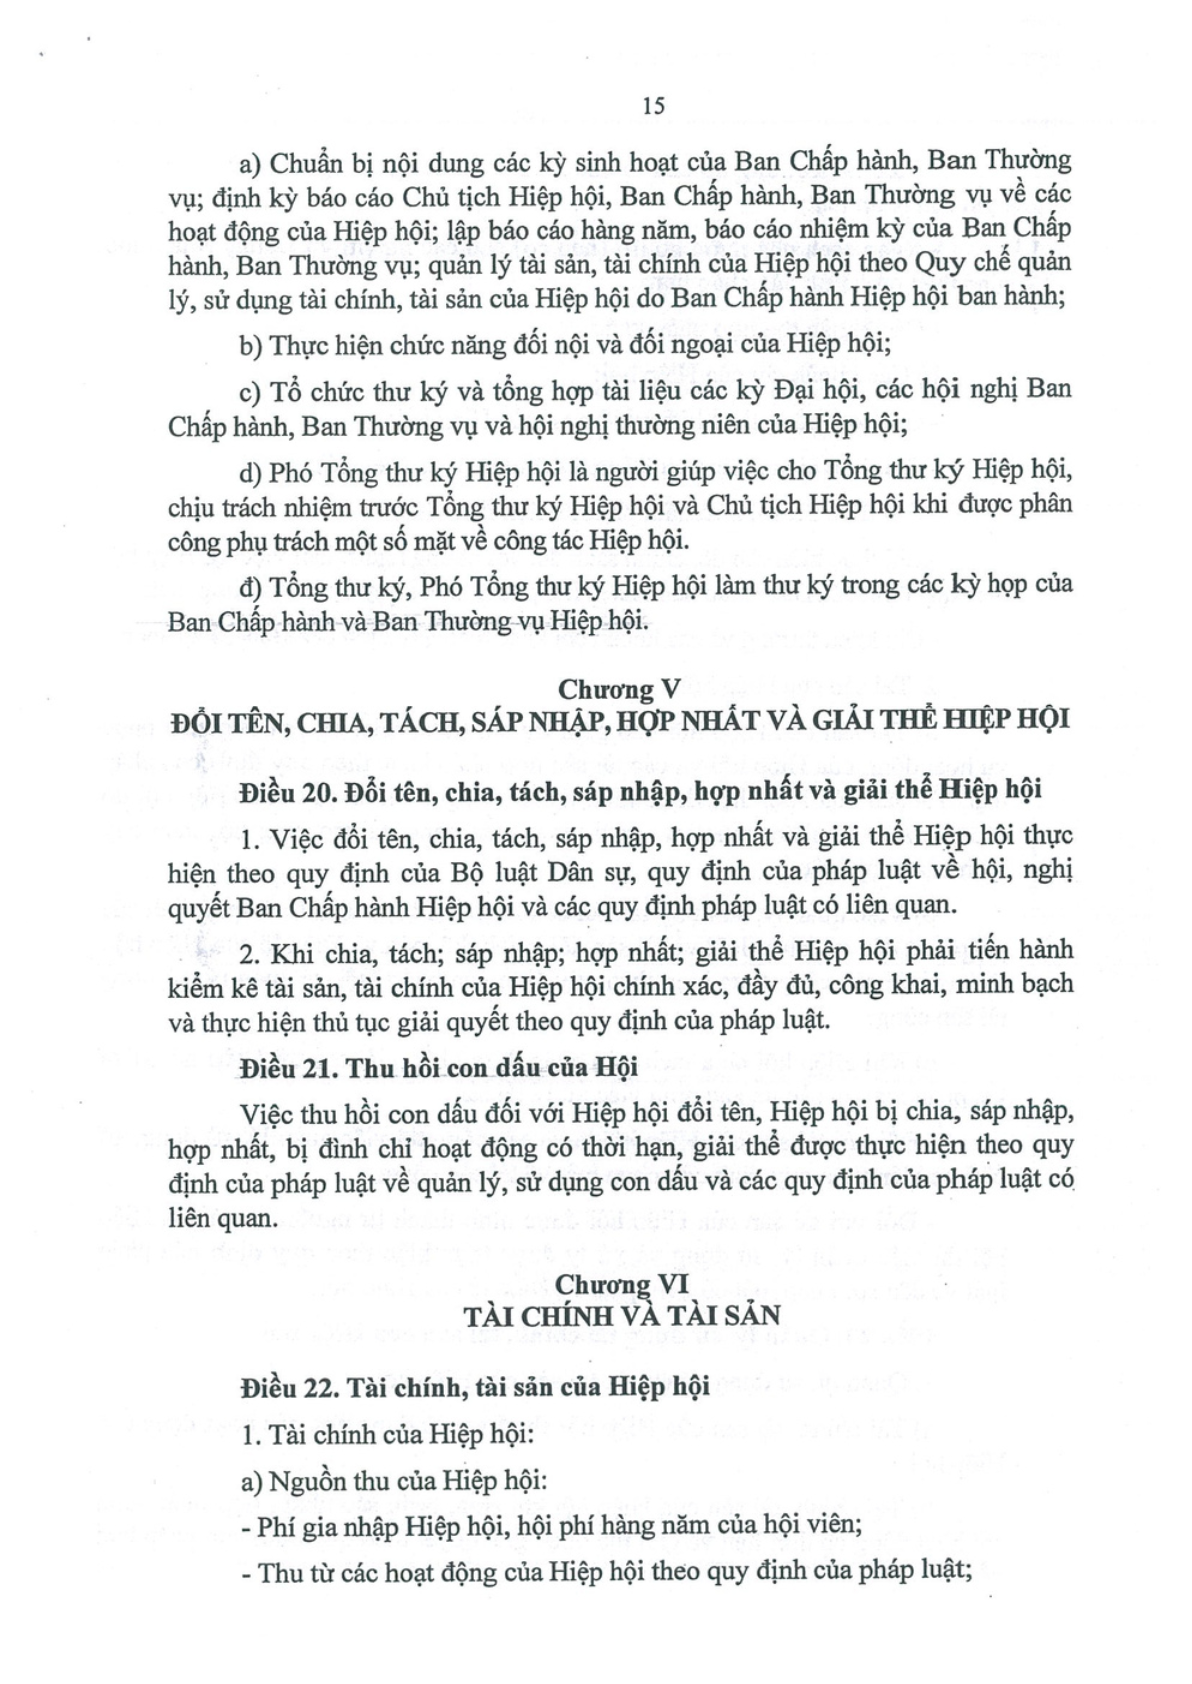 15
a) Chuẩn bị nội dung các kỳ sinh hoạt của Ban Chấp hành, Ban Thường
vụ; định kỳ báo cáo Chủ tịch Hiệp hội, Ban Chấp hành, Ban Thường vụ về các
hoạt động của Hiệp hội; lập báo cáo hàng năm, báo cáo nhiệm kỳ của Ban Chấp
hành, Ban Thường vụ; quản lý tài sản, tài chính của Hiệp hội theo Quy chế quản
lý, sử dụng tài chính, tài sản của Hiệp hội do Ban Chấp hành Hiệp hội ban hành;
b) Thực hiện chức năng đối nội và đối ngoại của Hiệp hội;
c) Tổ chức thư ký và tổng hợp tài liệu các kỳ Đại hội, các hội nghị Ban
Chấp hành, Ban Thường vụ và hội nghị thường niên của Hiệp hội;
d) Phó Tổng thư ký Hiệp hội là người giúp việc cho Tổng thư ký Hiệp hội,
chịu trách nhiệm trước Tổng thư ký Hiệp hội và Chủ tịch Hiệp hội khi được phân
công phụ trách một số mặt về công tác Hiệp hội.
đ) Tổng thư ký, Phó Tổng thư ký Hiệp hội làm thư ký trong các kỳ họp của
Ban Chấp hành và Ban Thường vụ Hiệp hội.
Chương V
ĐỔI TÊN, CHIA, TÁCH, SÁP NHẬP, HỢP NHẤT VÀ GIẢI THỂ HIỆP HỘI
Điều 20. Đổi tên, chia, tách, sáp nhập, hợp nhất và giải thể Hiệp hội
1. Việc đổi tên, chia, tách, sáp nhập, hợp nhất và giải thể Hiệp hội thực
hiện theo quy định của Bộ luật Dân sự, quy định của pháp luật về hội, nghị
quyết Ban Chấp hành Hiệp hội và các quy định pháp luật có liên quan.
2. Khi chia, tách; sáp nhập; hợp nhất; giải thể Hiệp hội phải tiến hành
kiểm kê tài sản, tài chính của Hiệp hội chính xác, đầy đủ, công khai, minh bạch
và thực hiện thủ tục giải quyết theo quy định của pháp luật.
Điều 21. Thu hồi con dấu của Hội
Việc thu hồi con dấu đối với Hiệp hội đổi tên, Hiệp hội bị chia, sáp nhập,
hợp nhất, bị đình chỉ hoạt động có thời hạn, giải thể được thực hiện theo quy
định của pháp luật về quản lý, sử dụng con dấu và các quy định của pháp luật có
liên quan.
Chương VI
TÀI CHÍNH VÀ TÀI SẢN
Điều 22. Tài chính, tài sản của Hiệp hội
1. Tài chính của Hiệp hội:
a) Nguồn thu của Hiệp hội:
- Phí gia nhập Hiệp hội, hội phí hàng năm của hội viên;
- Thu từ các hoạt động của Hiệp hội theo quy định của pháp luật;